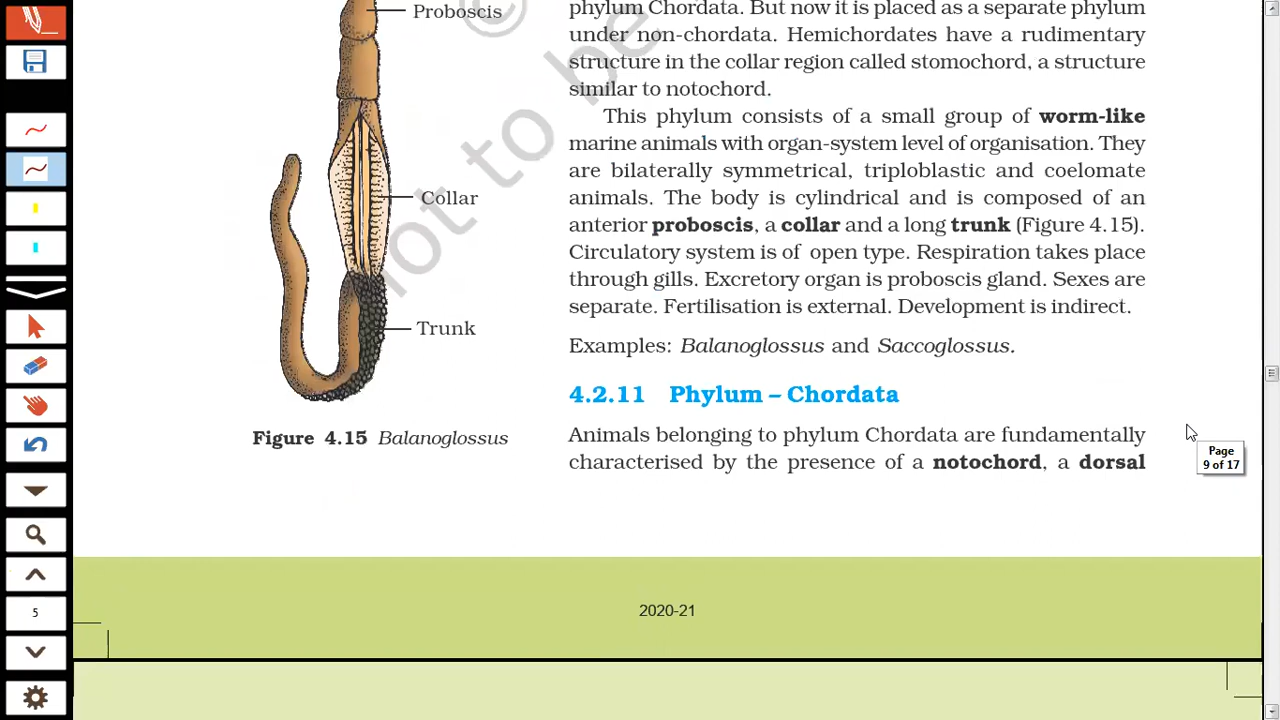 Proboscis
Collar
Trunk
Figure 4.15 Balanoglossus
phylum Chordata. But now it is placed as a separate phylum
under non-chordata. Hemichordates have a rudimentary
structure in the collar region called stomochord, a structure
similar to notochord.
This phylum consists of a small group of worm-like
marine animals with organ-system level of organisation. They
are bilaterally symmetrical, triploblastic and coelomate
animals. The body is cylindrical and is composed of an
anterior proboscis, a collar and a long trunk (Figure 4.15).
Circulatory system is of open type. Respiration takes place
through gills. Excretory organ is proboscis gland. Sexes are
separate. Fertilisation is external. Development is indirect.
Examples: Balanoglossus and Saccoglossus.
4.2.11 Phylum – Chordata
Animals belonging to phylum Chordata are fundamentally
characterised by the presence of a notochord, a dorsal
Page
9 of 17
2020-21
5
not to be
©